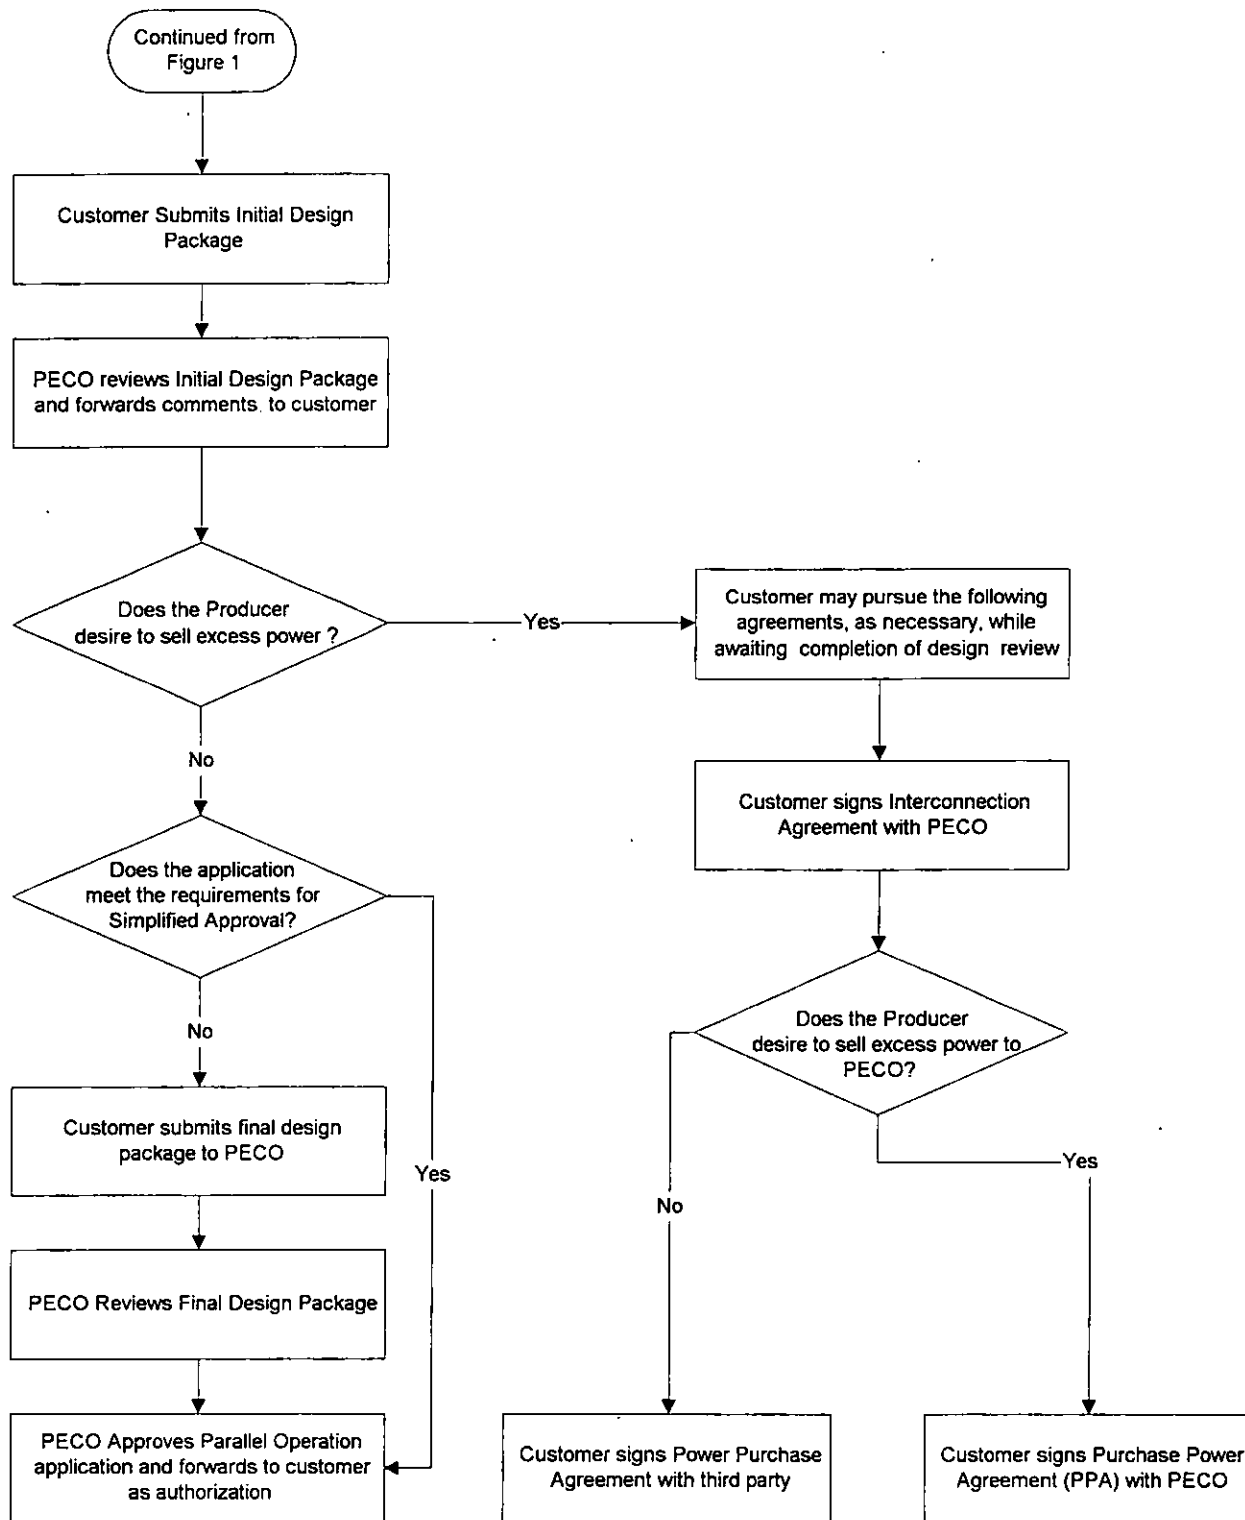 Continued from
Figure 1
Customer Submits Initial Design
Package
PECO reviews Initial Design Package
and forwards comments. to customer
Does the Producer
desire to sell excess power ?
Yes
Customer may pursue the following
agreements, as necessary, while
awaiting completion of design review
No
Customer signs Interconnection
Agreement with PECO
Does the application
meet the requirements for
Simplified Approval?
No
Yes
Does the Producer
desire to sell excess power to
PECO?
No
Yes
Customer submits final design
package to PECO
PECO Reviews Final Design Package
PECO Approves Parallel Operation
application and forwards to customer
as authorization
Customer signs Power Purchase
Agreement with third party
Customer signs Purchase Power
Agreement (PPA) with PECO